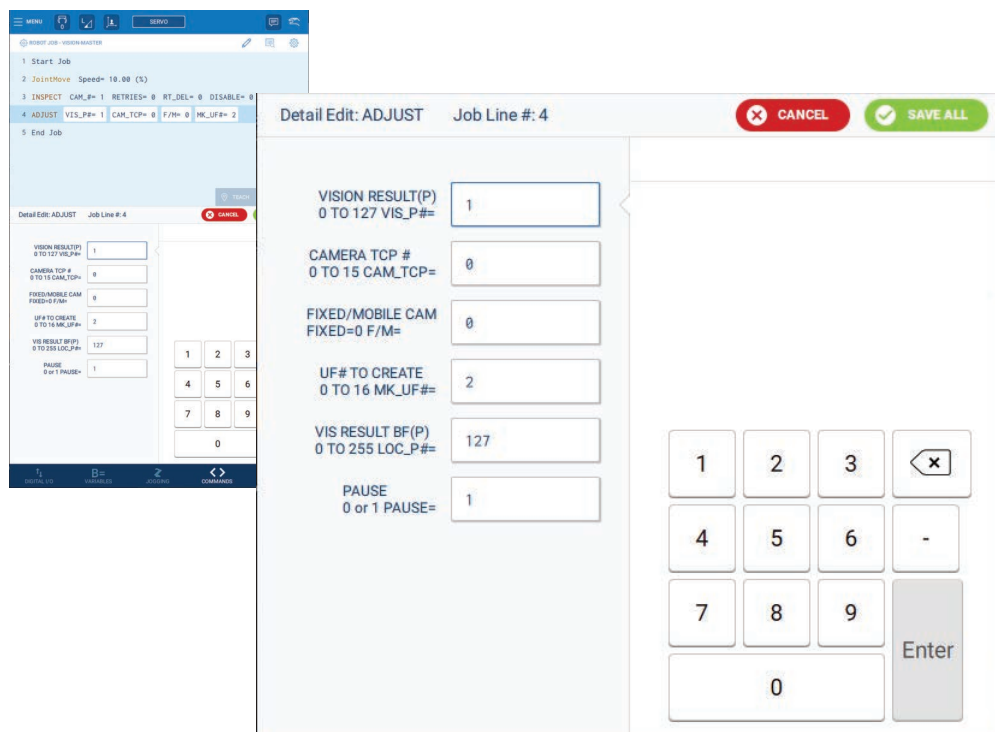 MENU
0
SERVO
ROBOT JOB - VISION-MASTER
1 Start Job
2 JointMove Speed= 10.00 (%)
3 INSPECT CAM_#= 1 RETRIES= 0 RT_DEL= 0 DISABLE= 0
4 ADJUST VIS_P#= 1 CAM_TCP= 0 F/M= 0 MK_UF#= 2
5 End Job
TEACH
Detail Edit: ADJUST Job Line #: 4
CANCEL
VISION RESULT(P)
0 TO 127 VIS_P#=
1
CAMERA TCP #
0 TO 15 CAM_TCP=
0
FIXED/MOBILE CAM
FIXED=0 F/M=
0
UF# TO CREATE
0 TO 16 MK_UF#=
2
VIS RESULT BF(P)
0 TO 255 LOC_P#=
127
PAUSE
0 or 1 PAUSE=
1
1 2 3
4 5 6
7 8 9
0
DIGITAL I/O
B=
VARIABLES
JOGGING
COMMANDS
Detail Edit: ADJUST Job Line #: 4
CANCEL
SAVE ALL
VISION RESULT(P)
0 TO 127 VIS_P#=
1
CAMERA TCP #
0 TO 15 CAM_TCP=
0
FIXED/MOBILE CAM
FIXED=0 F/M=
0
UF# TO CREATE
0 TO 16 MK_UF#=
2
VIS RESULT BF(P)
0 TO 255 LOC_P#=
127
PAUSE
0 or 1 PAUSE=
1
1 2 3
4 5 6 -
7 8 9
Enter
0